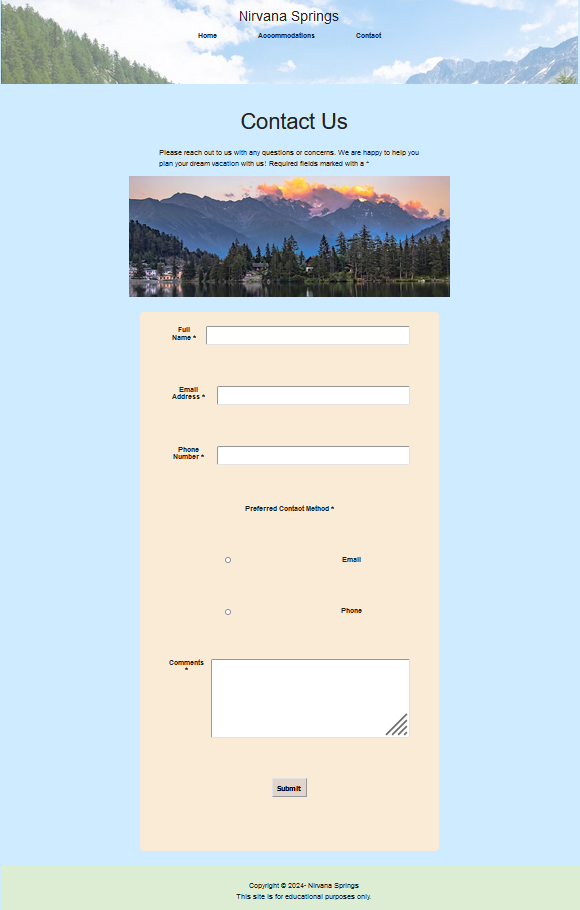 Nirvana Springs
Home Accommodations Contact
Contact Us
Please reach out to us with any questions or concerns. We are happy to help you
plan your dream vacation with us! Required fields marked with a *
Full
Name *
Email
Address *
Phone
Number *
Preferred Contact Method *
Email
Phone
Comments
*
Submit
Copyright © 2024- Nirvana Springs
This site is for educational purposes only.